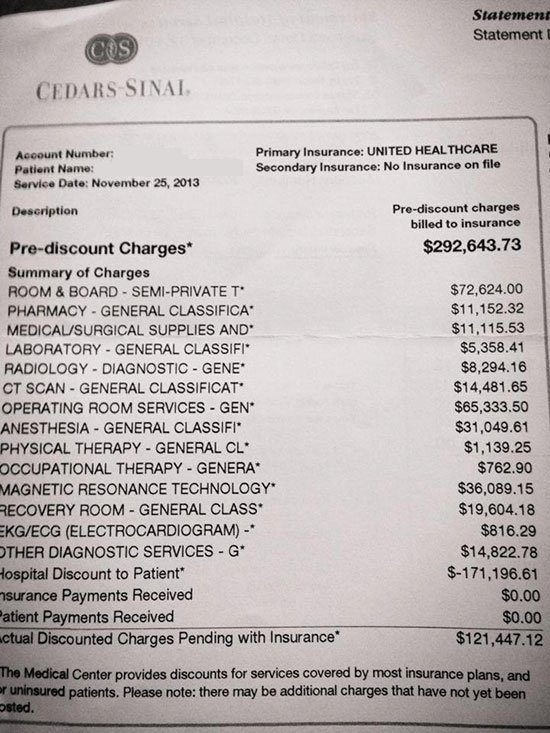 Statement
Statement
CEDARS-SINAI.
Account Number:
Patient Name:
Service Date: November 25, 2013
Primary Insurance: UNITED HEALTHCARE
Secondary Insurance: No Insurance on file
Description
Pre-discount charges
billed to insurance
Pre-discount Charges* $292,643.73
Summary of Charges
ROOM & BOARD - SEMI-PRIVATE T* $72,624.00
PHARMACY - GENERAL CLASSIFICA* $11,152.32
MEDICAL/SURGICAL SUPPLIES AND* $11,115.53
LABORATORY - GENERAL CLASSIFI* $5,358.41
RADIOLOGY - DIAGNOSTIC - GENE* $8,294.16
CT SCAN - GENERAL CLASSIFICAT* $14,481.65
OPERATING ROOM SERVICES - GEN* $65,333.50
ANESTHESIA - GENERAL CLASSIFI* $31,049.61
PHYSICAL THERAPY - GENERAL CL* $1,139.25
OCCUPATIONAL THERAPY - GENERA* $762.90
MAGNETIC RESONANCE TECHNOLOGY* $36,089.15
RECOVERY ROOM - GENERAL CLASS* $19,604.18
EKG/ECG (ELECTROCARDIOGRAM) -* $816.29
OTHER DIAGNOSTIC SERVICES - G* $14,822.78
Hospital Discount to Patient* $-171,196.61
nsurance Payments Received $0.00
Patient Payments Received $0.00
ctual Discounted Charges Pending with Insurance* $121,447.12
The Medical Center provides discounts for services covered by most insurance plans, and
or uninsured patients. Please note: there may be additional charges that have not yet been
osted.